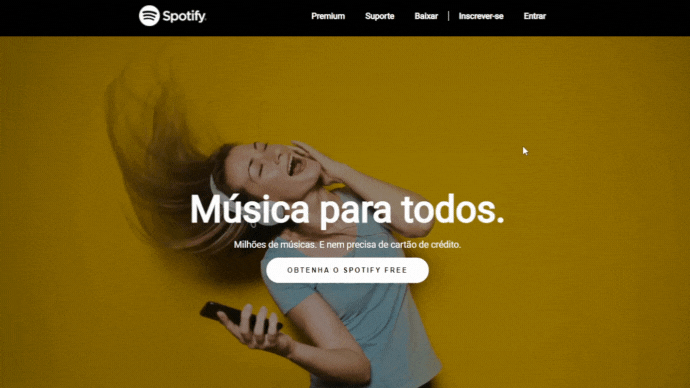 Spotify
Premium Suporte Baixar | Inscrever-se Entrar
Música para todos.
Milhões de músicas. E nem precisa de cartão de crédito.
OBTENHA O SPOTIFY FREE